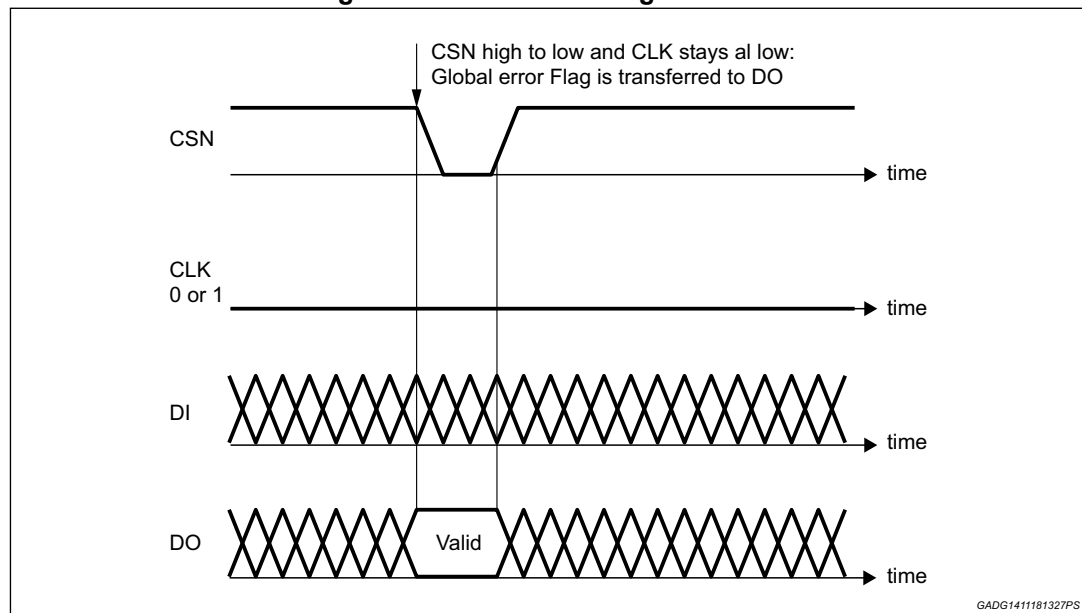 CSN high to low and CLK stays al low:
Global error Flag is transferred to DO
CSN
time
CLK
0 or 1
time
DI
time
DO
Valid
time
GADG1411181327PS